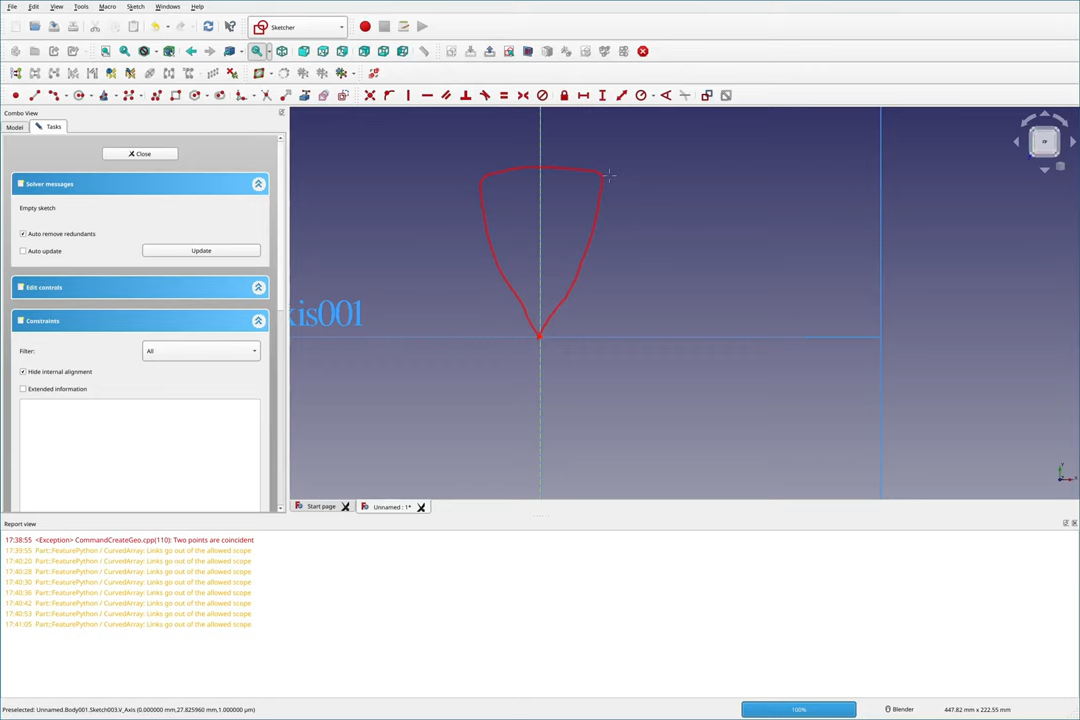 File Edit View Tools Macro Sketch Windows Help
Sketcher
Combo View
Model Tasks
Close
Solver messages
Empty sketch
Auto remove redundants
Auto update Update
Edit controls
Constraints
Filter: All
Hide internal alignment
Extended information
xis001
Start page Unnamed : 1*
Report view
17:38:55 <Exception> CommandCreateGeo.cpp(110): Two points are coincident
17:39:55 Part::FeaturePython / CurvedArray: Links go out of the allowed scope
17:40:20 Part::FeaturePython / CurvedArray: Links go out of the allowed scope
17:40:28 Part::FeaturePython / CurvedArray: Links go out of the allowed scope
17:40:30 Part::FeaturePython / CurvedArray: Links go out of the allowed scope
17:40:36 Part::FeaturePython / CurvedArray: Links go out of the allowed scope
17:40:42 Part::FeaturePython / CurvedArray: Links go out of the allowed scope
17:40:53 Part::FeaturePython / CurvedArray: Links go out of the allowed scope
17:41:05 Part::FeaturePython / CurvedArray: Links go out of the allowed scope
Preselected: Unnamed.Body001.Sketch003.V_Axis (0.000000 mm,27.825960 mm,1.000000 µm) 100% Blender 447.82 mm x 222.55 mm